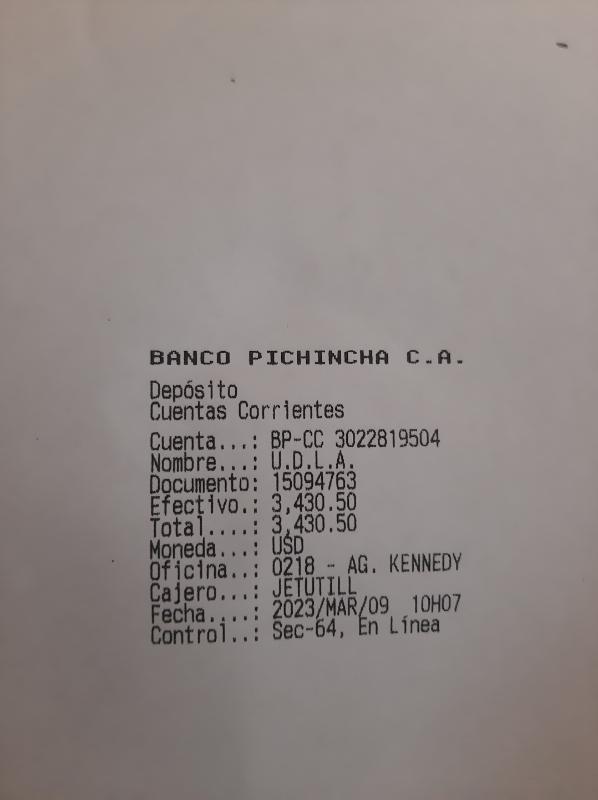 BANCO PICHINCHA C.A.
Depósito
Cuentas Corrientes
Cuenta...: BP-CC 3022819504
Nombre...: U.D.L.A.
Documento: 15094763
Efectivo.: 3,430.50
Total....: 3,430.50
Moneda...: USD
Oficina..: 0218 - AG. KENNEDY
Cajero...: JETUTILL
Fecha....: 2023/MAR/09 10H07
Control..: Sec-64, En Línea